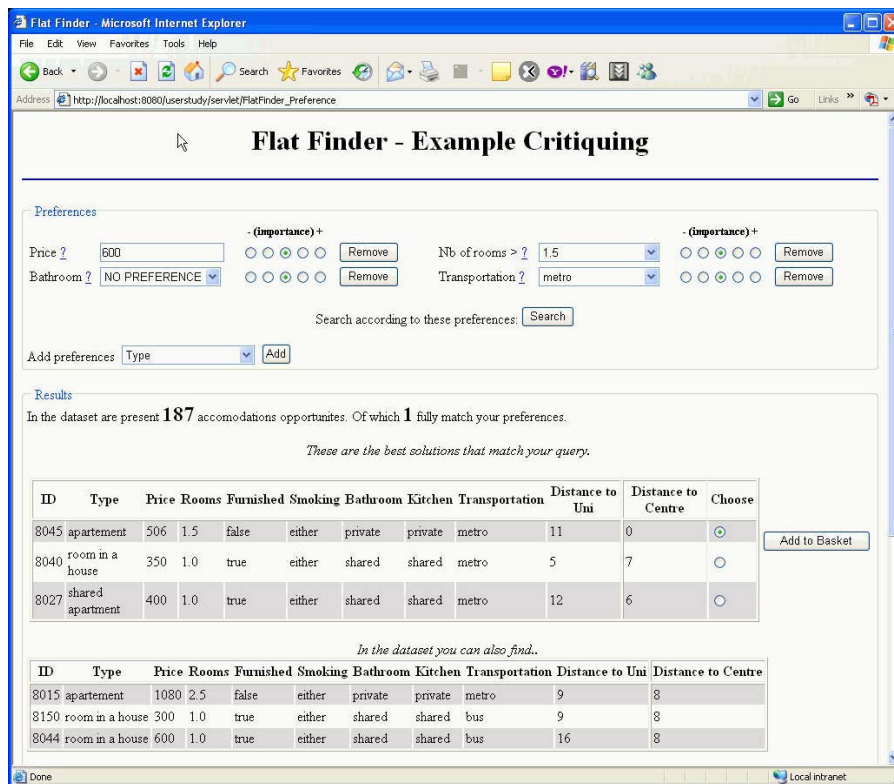 Flat Finder - Microsoft Internet Explorer
File Edit View Favorites Tools Help
Back Search Favorites
Address http://localhost:8080/userstudy/servlet/FlatFinder_Preference Go Links »
Flat Finder - Example Critiquing
Preferences
- (importance) + - (importance) +
Price ? 600 Remove Nb of rooms > ? 1.5 Remove
Bathroom ? NO PREFERENCE Remove Transportation ? metro Remove
Search according to these preferences: Search
Add preferences Type Add
Results
In the dataset are present 187 accomodations opportunites. Of which 1 fully match your preferences.
These are the best solutions that match your query.
ID Type Price Rooms Furnished Smoking Bathroom Kitchen Transportation Distance to Uni Distance to Centre Choose
8045 apartement 506 1.5 false either private private metro 11 0
Add to Basket
8040 room in a house 350 1.0 true either shared shared metro 5 7
8027 shared apartment 400 1.0 true either shared shared metro 12 6
In the dataset you can also find..
ID Type Price Rooms Furnished Smoking Bathroom Kitchen Transportation Distance to Uni Distance to Centre
8015 apartement 1080 2.5 false either private private metro 9 8
8150 room in a house 300 1.0 true either shared shared bus 9 8
8044 room in a house 600 1.0 true either shared shared bus 16 8
Done Local intranet